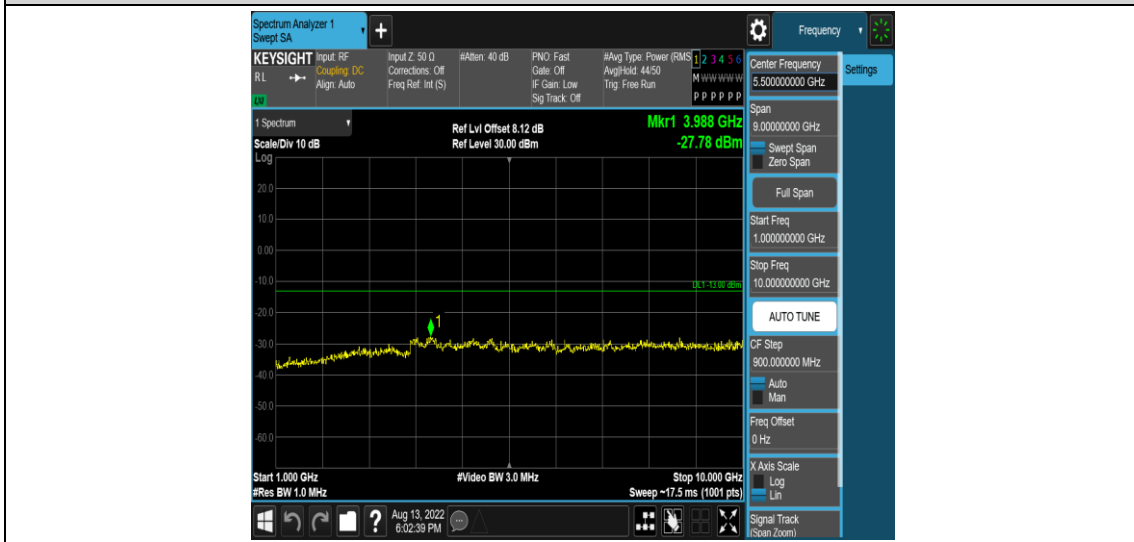 Spectrum Analyzer 1
Swept SA
+
Frequency
KEYSIGHT
RL
LXI
Input: RF
Coupling: DC
Align: Auto
Input Z: 50 Ω
Corrections: Off
Freq Ref: Int (S)
#Atten: 40 dB
PNO: Fast
Gate: Off
IF Gain: Low
Sig Track: Off
#Avg Type: Power (RMS
Avg|Hold: 44/50
Trig: Free Run
1 2 3 4 5 6
M W W W W W
P P P P P P
1 Spectrum
Scale/Div 10 dB
Log
Ref Lvl Offset 8.12 dB
Ref Level 30.00 dBm
Mkr1 3.988 GHz
-27.78 dBm
20.0
10.0
0.00
-10.0
DL1 -13.00 dBm
-20.0
1
-30.0
-40.0
-50.0
-60.0
Start 1.000 GHz
#Res BW 1.0 MHz
#Video BW 3.0 MHz
Stop 10.000 GHz
Sweep ~17.5 ms (1001 pts)
Center Frequency
5.50000000 GHz
Settings
Span
9.00000000 GHz
Swept Span
Zero Span
Full Span
Start Freq
1.000000000 GHz
Stop Freq
10.000000000 GHz
AUTO TUNE
CF Step
900.000000 MHz
Auto
Man
Freq Offset
0 Hz
X Axis Scale
Log
Lin
Signal Track
(Span Zoom)
?
Aug 13, 2022
6:02:39 PM